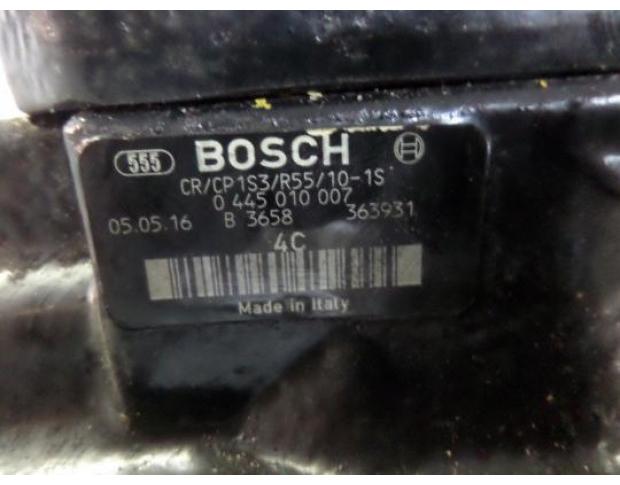 555 BOSCH
CR/CP1S3/R55/10-1S
0 445 010 007
05.05.16 B 3658 363931
4C
Made in Italy